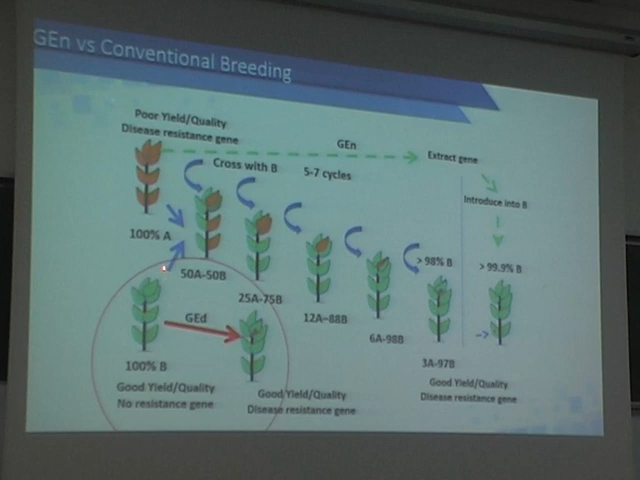 GEn vs Conventional Breeding
Poor Yield/Quality
Disease resistance gene
GEn
Extract gene
Cross with B
5-7 cycles
Introduce into B
100% A
50A-50B
> 98% B
> 99.9% B
25A-75B
12A–88B
6A-98B
3A-97B
GEd
100% B
Good Yield/Quality
No resistance gene
Good Yield/Quality
Disease resistance gene
Good Yield/Quality
Disease resistance gene